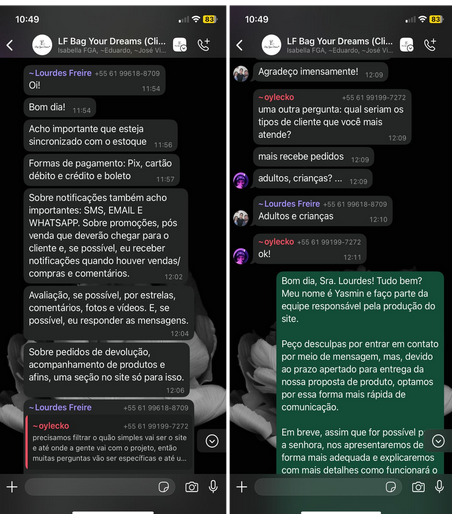 10:49
83
LF Bag Your Dreams (Cli...
Isabella FGA, ~Eduardo, ~José Vi...
~Lourdes Freire +55 61 99618-8709
Oi!
11:54
Bom dia!
11:54
Acho importante que esteja
sincronizado com o estoque
11:56
Formas de pagamento: Pix, cartão
débito e crédito e boleto
11:57
Sobre notificações também acho
importantes: SMS, EMAIL E
WHATSAPP. Sobre promoções, pós
venda que deverão chegar para o
cliente e, se possível, eu receber
notificações quando houver vendas/
compras e comentários.
12:02
Avaliação, se possível, por estrelas,
comentários, fotos e vídeos. E, se
possível, eu responder as mensagens.
12:04
Sobre pedidos de devolução,
acompanhamento de produtos e
afins, uma seção no site só para isso.
12:06
~Lourdes Freire +55 61 99618-8709
~oylecko +55 61 99199-7272
precisamos filtrar o quão simples vai ser o site
e até onde a gente vai com o projeto, então
muitas perguntas vão ser específicas e até u...
10:49
83
LF Bag Your Dreams (Cli...
Isabella FGA, ~Eduardo, ~José Vi...
Agradeço imensamente!
12:09
~oylecko +55 61 99199-7272
uma outra pergunta: qual seriam os
tipos de cliente que você mais
atende?
12:09
mais recebe pedidos
12:09
adultos, crianças? ...
12:09
~Lourdes Freire +55 61 99618-8709
Adultos e crianças
12:10
~oylecko +55 61 99199-7272
ok!
12:11
Bom dia, Sra. Lourdes! Tudo bem?
Meu nome é Yasmin e faço parte da
equipe responsável pela produção do
site.
Peço desculpas por entrar em contato
por meio de mensagem, mas, devido
ao prazo apertado para entrega da
nossa proposta de produto, optamos
por essa forma mais rápida de
comunicação.
Em breve, assim que for possível
a senhora, nos apresentaremos de
forma mais adequada e explicaremos
com mais detalhes como funcionará o